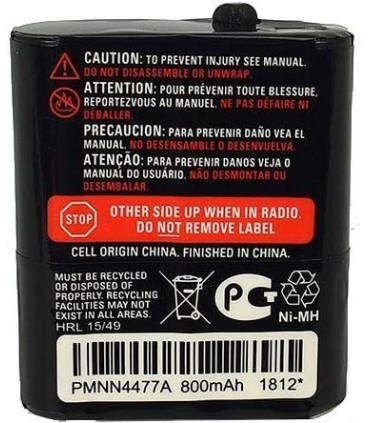 CAUTION: TO PREVENT INJURY SEE MANUAL.
DO NOT DISASSEMBLE OR UNWRAP.
ATTENTION: POUR PRÉVENIR TOUTE BLESSURE,
REPORTEZVOUS AU MANUEL. NE PAS DÉFAIRE NI
DÉBALLER.
PRECAUCION: PARA PREVENIR DAÑO VEA EL
MANUAL. NO DESENSAMBLE O DESENVUELVA.
ATENÇÃO: PARA PREVENIR DANOS VEJA O
MANUAL DO USUÁRIO. NÃO DESMONTAR OU
DESEMBALAR.
STOP
OTHER SIDE UP WHEN IN RADIO.
DO NOT REMOVE LABEL
CELL ORIGIN CHINA. FINISHED IN CHINA.
MUST BE RECYCLED
OR DISPOSED OF
PROPERLY. RECYCLING
FACILITIES MAY NOT
EXIST IN ALL AREAS.
HRL 15/49
Ni-MH
PMNN4477A 800mAh 1812*